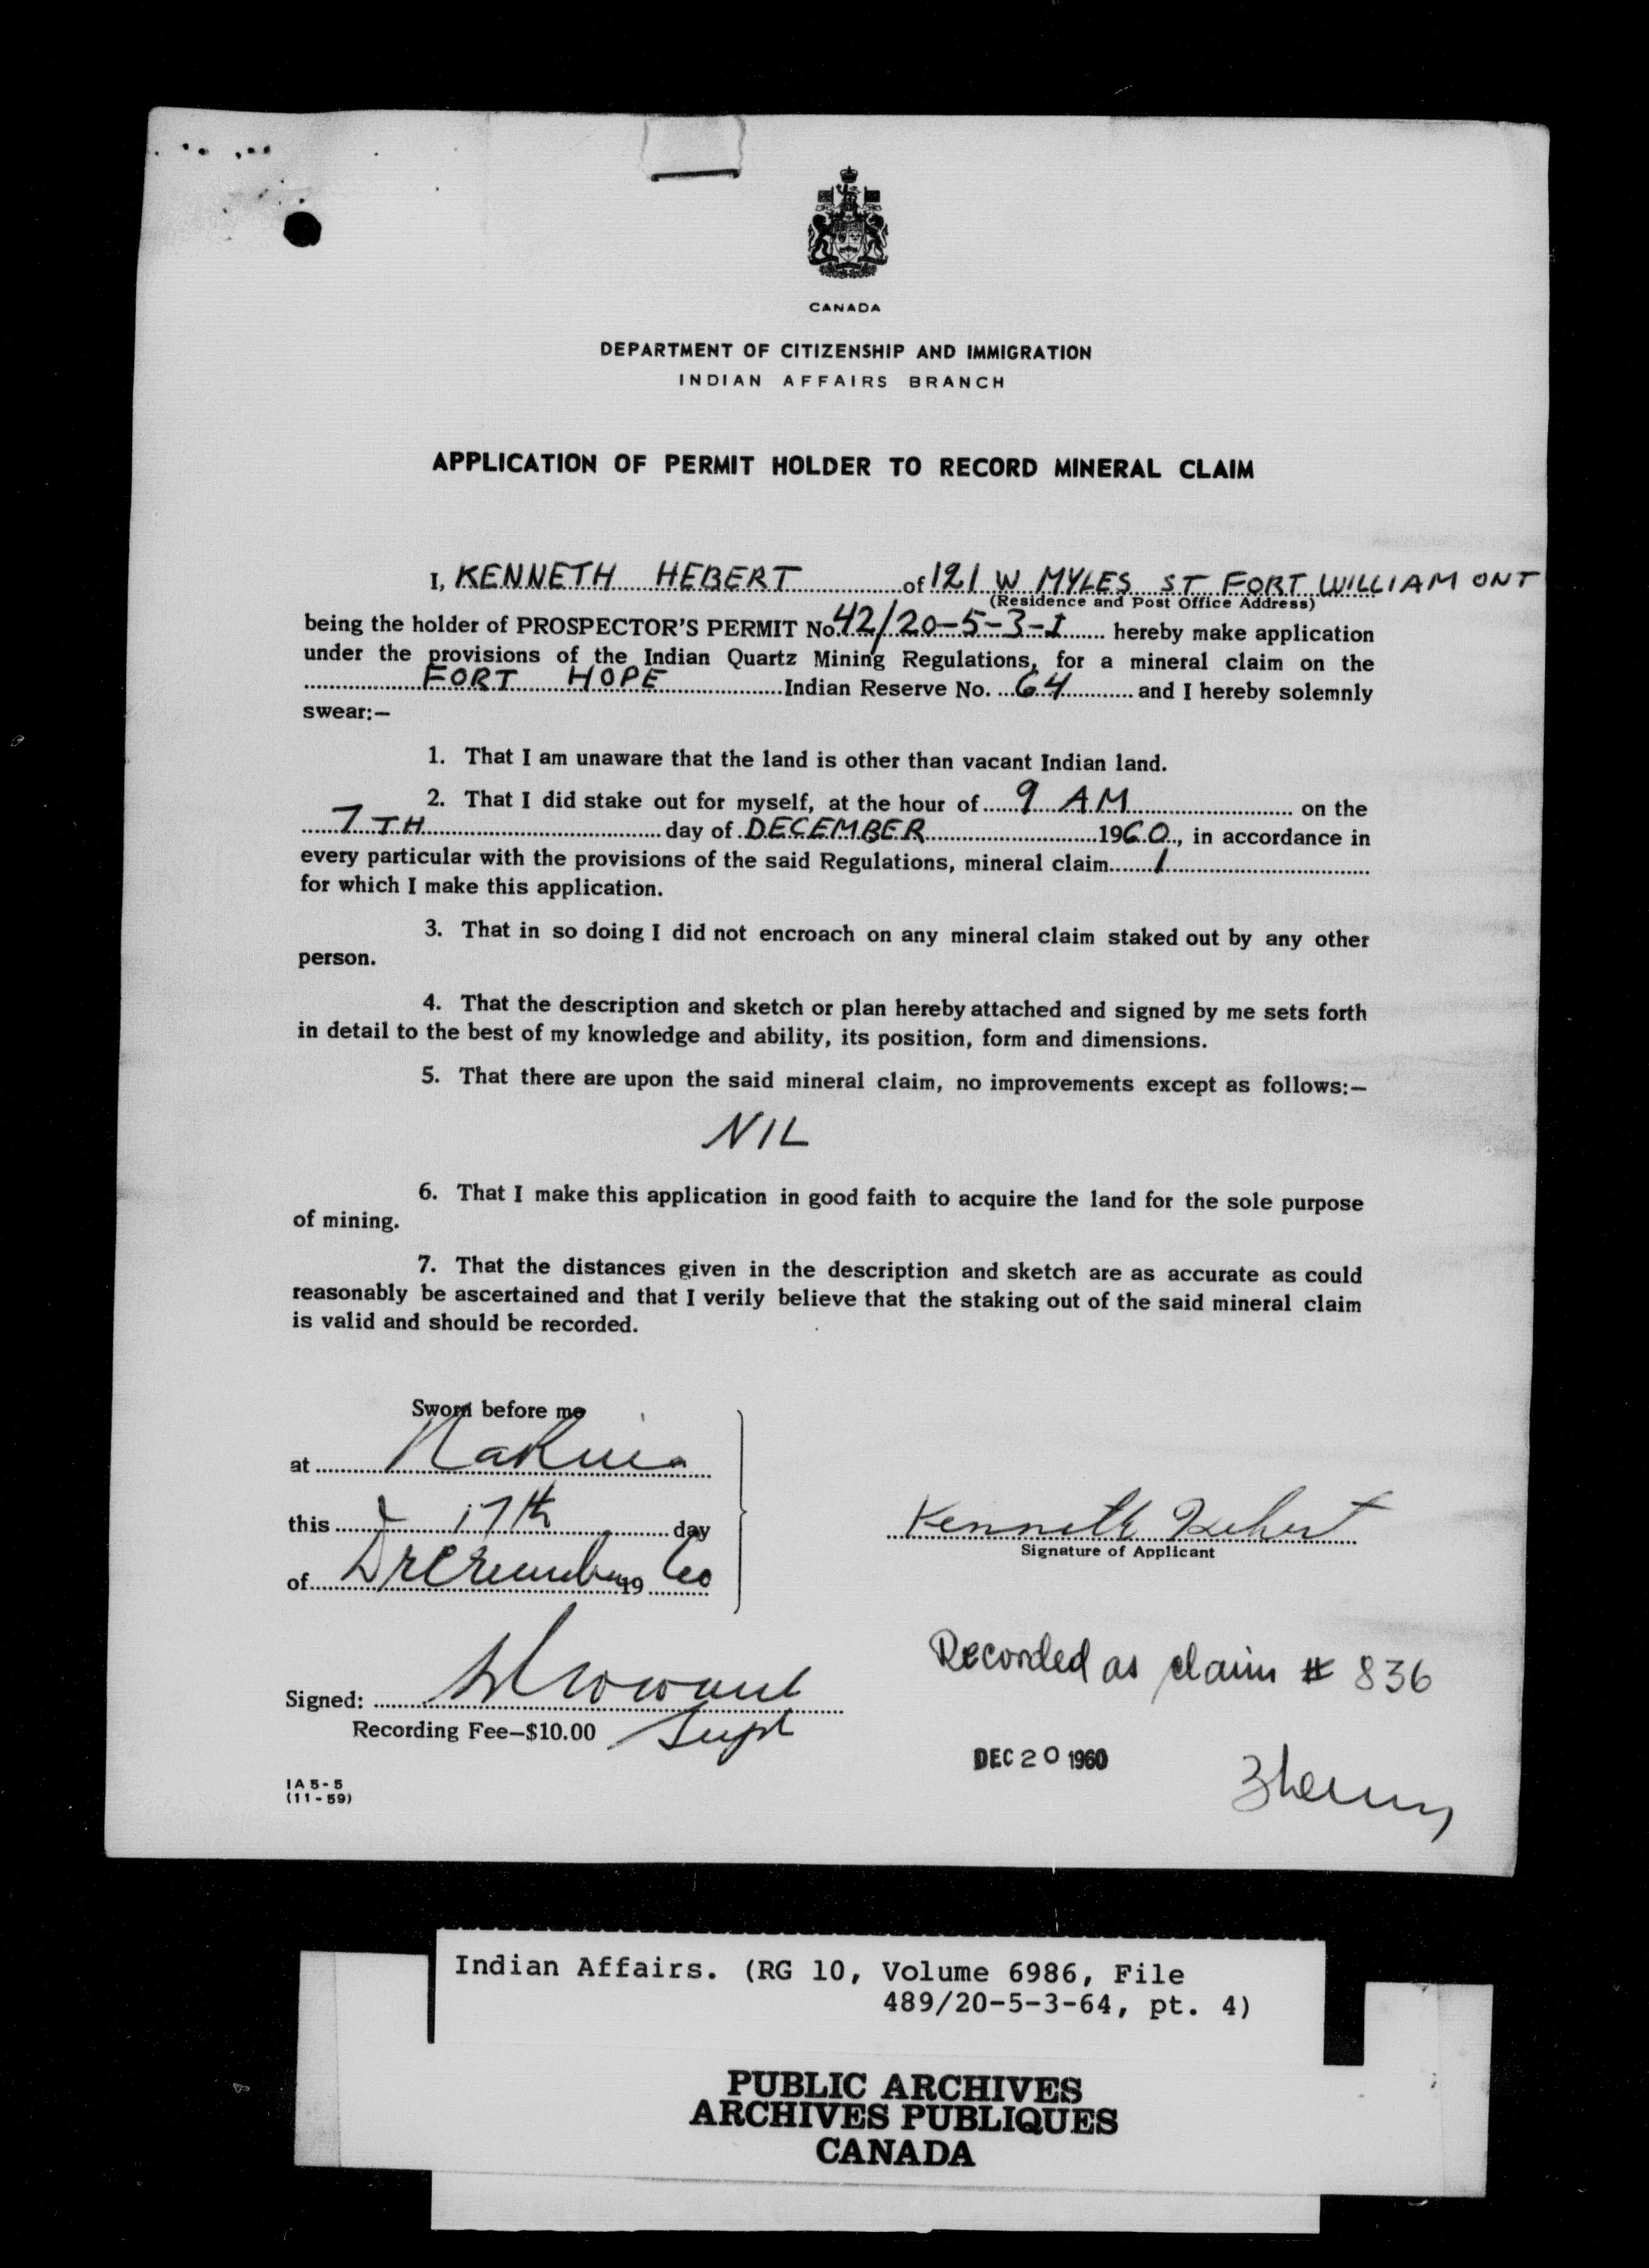 CANADA
DEPARTMENT OF CITIZENSHIP AND IMMIGRATION
INDIAN AFFAIRS BRANCH
APPLICATION OF PERMIT HOLDER TO RECORD MINERAL CLAIM
I, KENNETH HEBERT of 121 W MYLES ST FORT WILLIAM ONT
(Residence and Post Office Address)
being the holder of PROSPECTOR'S PERMIT No. 42/20-5-3-1 hereby make application
under the provisions of the Indian Quartz Mining Regulations, for a mineral claim on the
FORT HOPE Indian Reserve No. 64 and I hereby solemnly
swear:—
1. That I am unaware that the land is other than vacant Indian land.
2. That I did stake out for myself, at the hour of 9 AM on the
7TH day of DECEMBER 1960, in accordance in
every particular with the provisions of the said Regulations, mineral claim 1
for which I make this application.
3. That in so doing I did not encroach on any mineral claim staked out by any other
person.
4. That the description and sketch or plan hereby attached and signed by me sets forth
in detail to the best of my knowledge and ability, its position, form and dimensions.
5. That there are upon the said mineral claim, no improvements except as follows:—
NIL
6. That I make this application in good faith to acquire the land for the sole purpose
of mining.
7. That the distances given in the description and sketch are as accurate as could
reasonably be ascertained and that I verily believe that the staking out of the said mineral claim
is valid and should be recorded.
Sworn before me
at Nakina
this 17th day
of December 1960
Kenneth Hebert
Signature of Applicant
Signed:
Recording Fee—$10.00 Supt
Recorded as claim # 836
DEC 20 1960
IA 5-5
(11-59)
Indian Affairs. (RG 10, Volume 6986, File
489/20-5-3-64, pt. 4)
PUBLIC ARCHIVES
ARCHIVES PUBLIQUES
CANADA